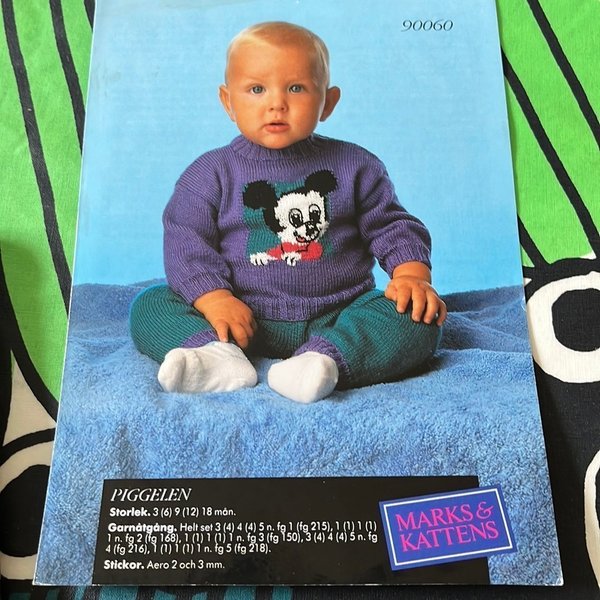 90060
PIGGELEN
Storlek. 3 (6) 9 (12) 18 mån.
Garnåtgång. Helt set 3 (4) 4 (4) 5 n. fg 1 (fg 215), 1 (1) 1 (1)
1 n. fg 2 (fg 168), 1 (1) 1 (1) 1 n. fg 3 (fg 150), 3 (4) 4 (4) 5 n. fg
4 (fg 216), 1 (1) 1 (1) 1 n. fg 5 (fg 218).
Stickor. Aero 2 och 3 mm.
MARKS &
KATTENS